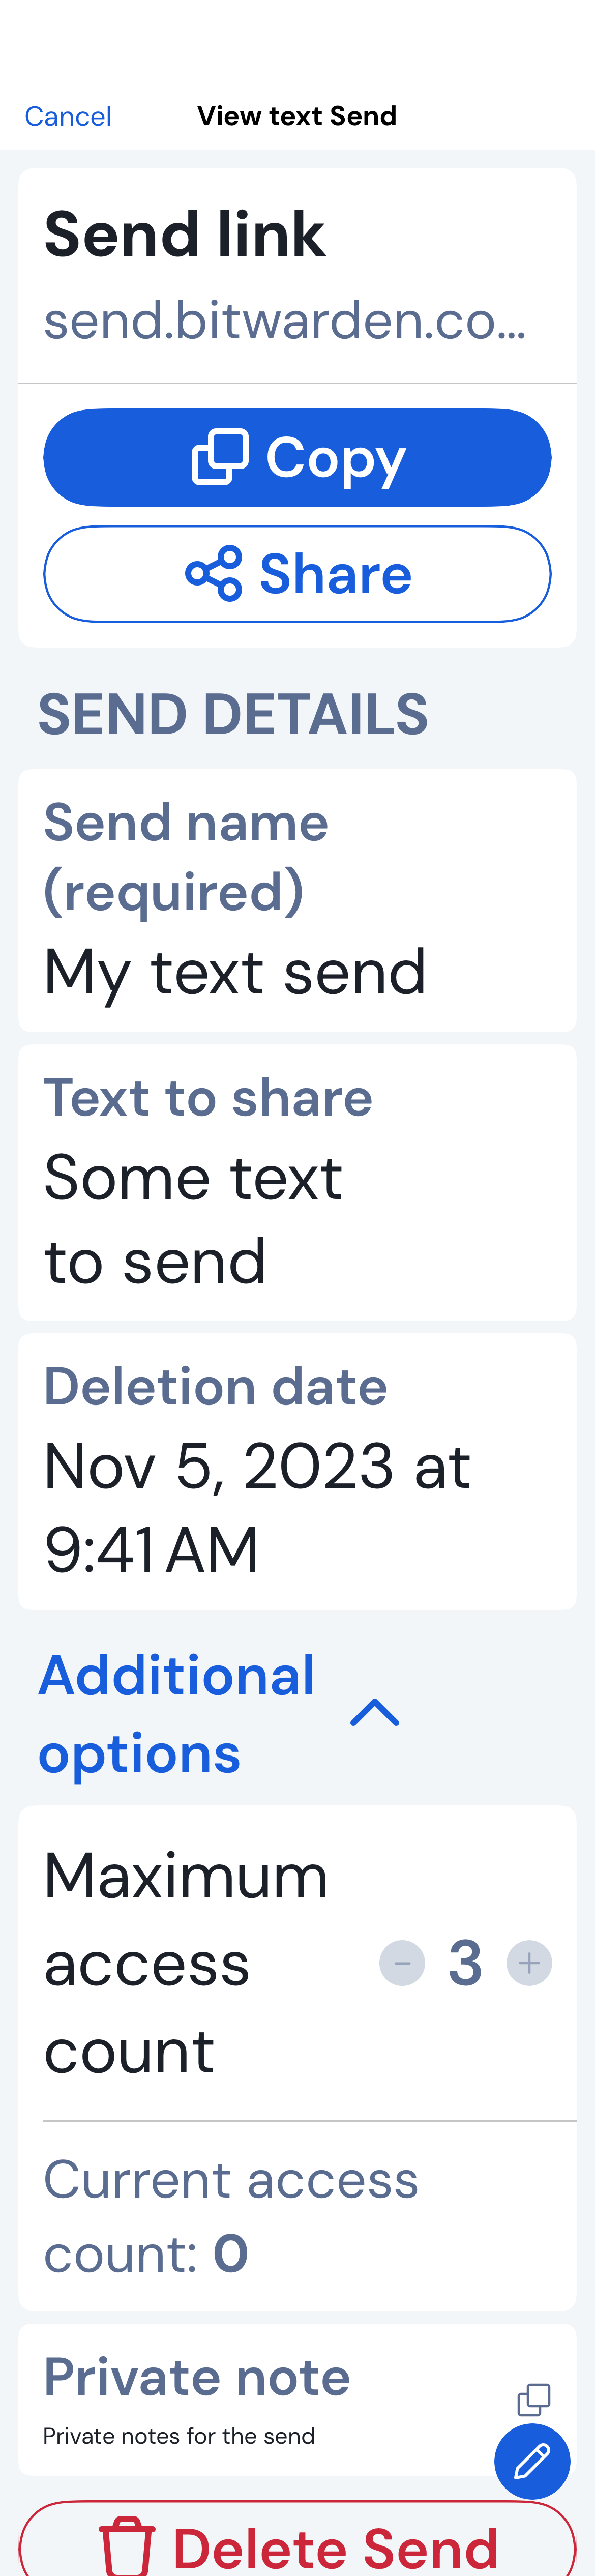 Cancel
View text Send
Send link
send.bitwarden.co...
Copy
Share
SEND DETAILS
Send name
(required)
My text send
Text to share
Some text
to send
Deletion date
Nov 5, 2023 at
9:41 AM
Additional
options
Maximum
access
count
3
Current access
count: 0
Private note
Private notes for the send
Delete Send